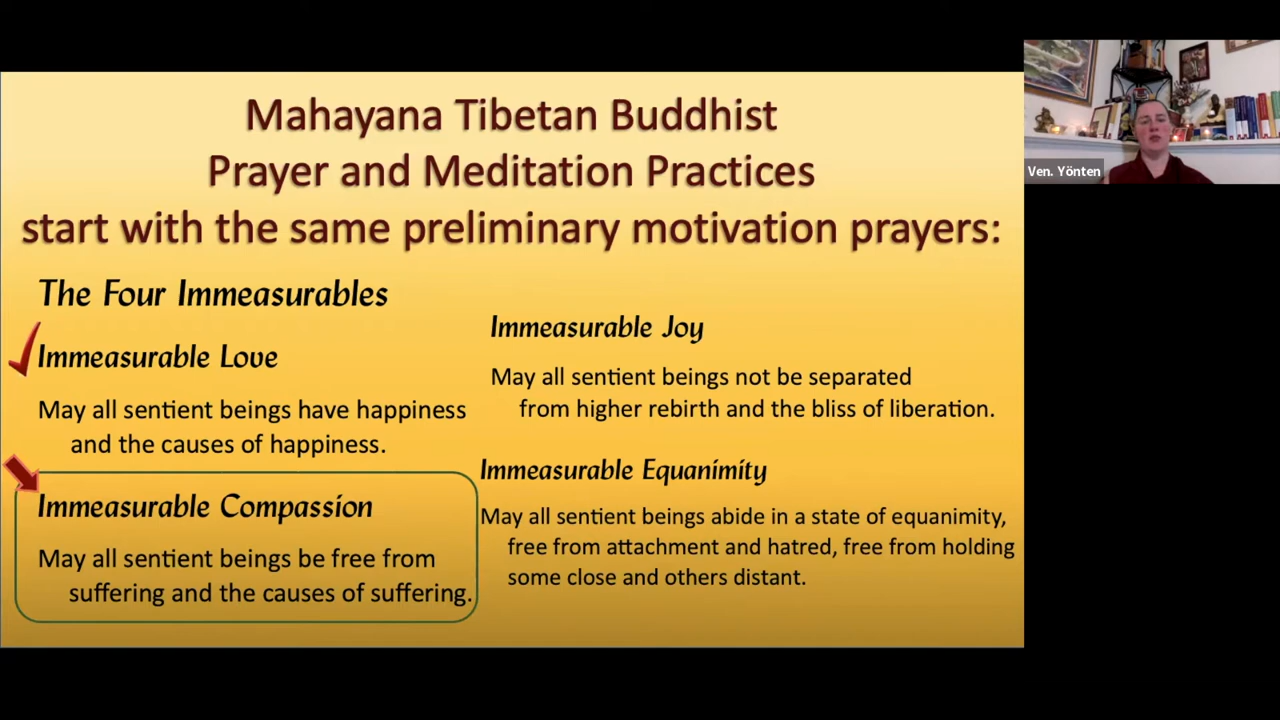 Mahayana Tibetan Buddhist
Prayer and Meditation Practices
start with the same preliminary motivation prayers:
The Four Immeasurables
Immeasurable Love
May all sentient beings have happiness
and the causes of happiness.
Immeasurable Compassion
May all sentient beings be free from
suffering and the causes of suffering.
Immeasurable Joy
May all sentient beings not be separated
from higher rebirth and the bliss of liberation.
Immeasurable Equanimity
May all sentient beings abide in a state of equanimity,
free from attachment and hatred, free from holding
some close and others distant.
Ven. Yönten